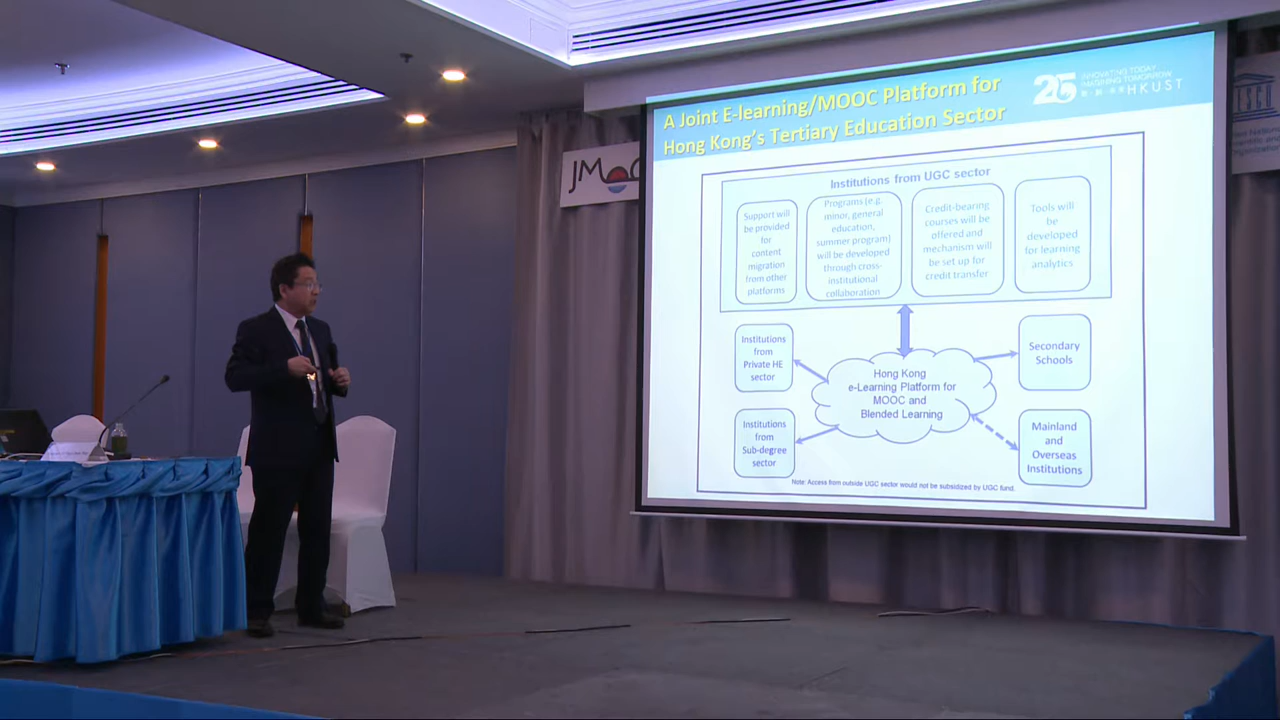 A Joint E-learning/MOOC Platform for
Hong Kong's Tertiary Education Sector
25
INNOVATING TODAY
IMAGINING TOMORROW
HKUST
JMOOC
Institutions from UGC sector
Support will
be provided
for
content
migration
from other
platforms
Programs (e.g.
minor, general
education,
summer program)
will be developed
through cross-
institutional
collaboration
Credit-bearing
courses will be
offered and
mechanism will
be set up for
credit transfer
Tools will
be
developed
for learning
analytics
Institutions
from
Private HE
sector
Hong Kong
e-Learning Platform for
MOOC and
Blended Learning
Secondary
Schools
Institutions
from
Sub-degree
sector
Mainland
and
Overseas
Institutions
Note: Access from outside UGC sector would not be subsidized by UGC fund.